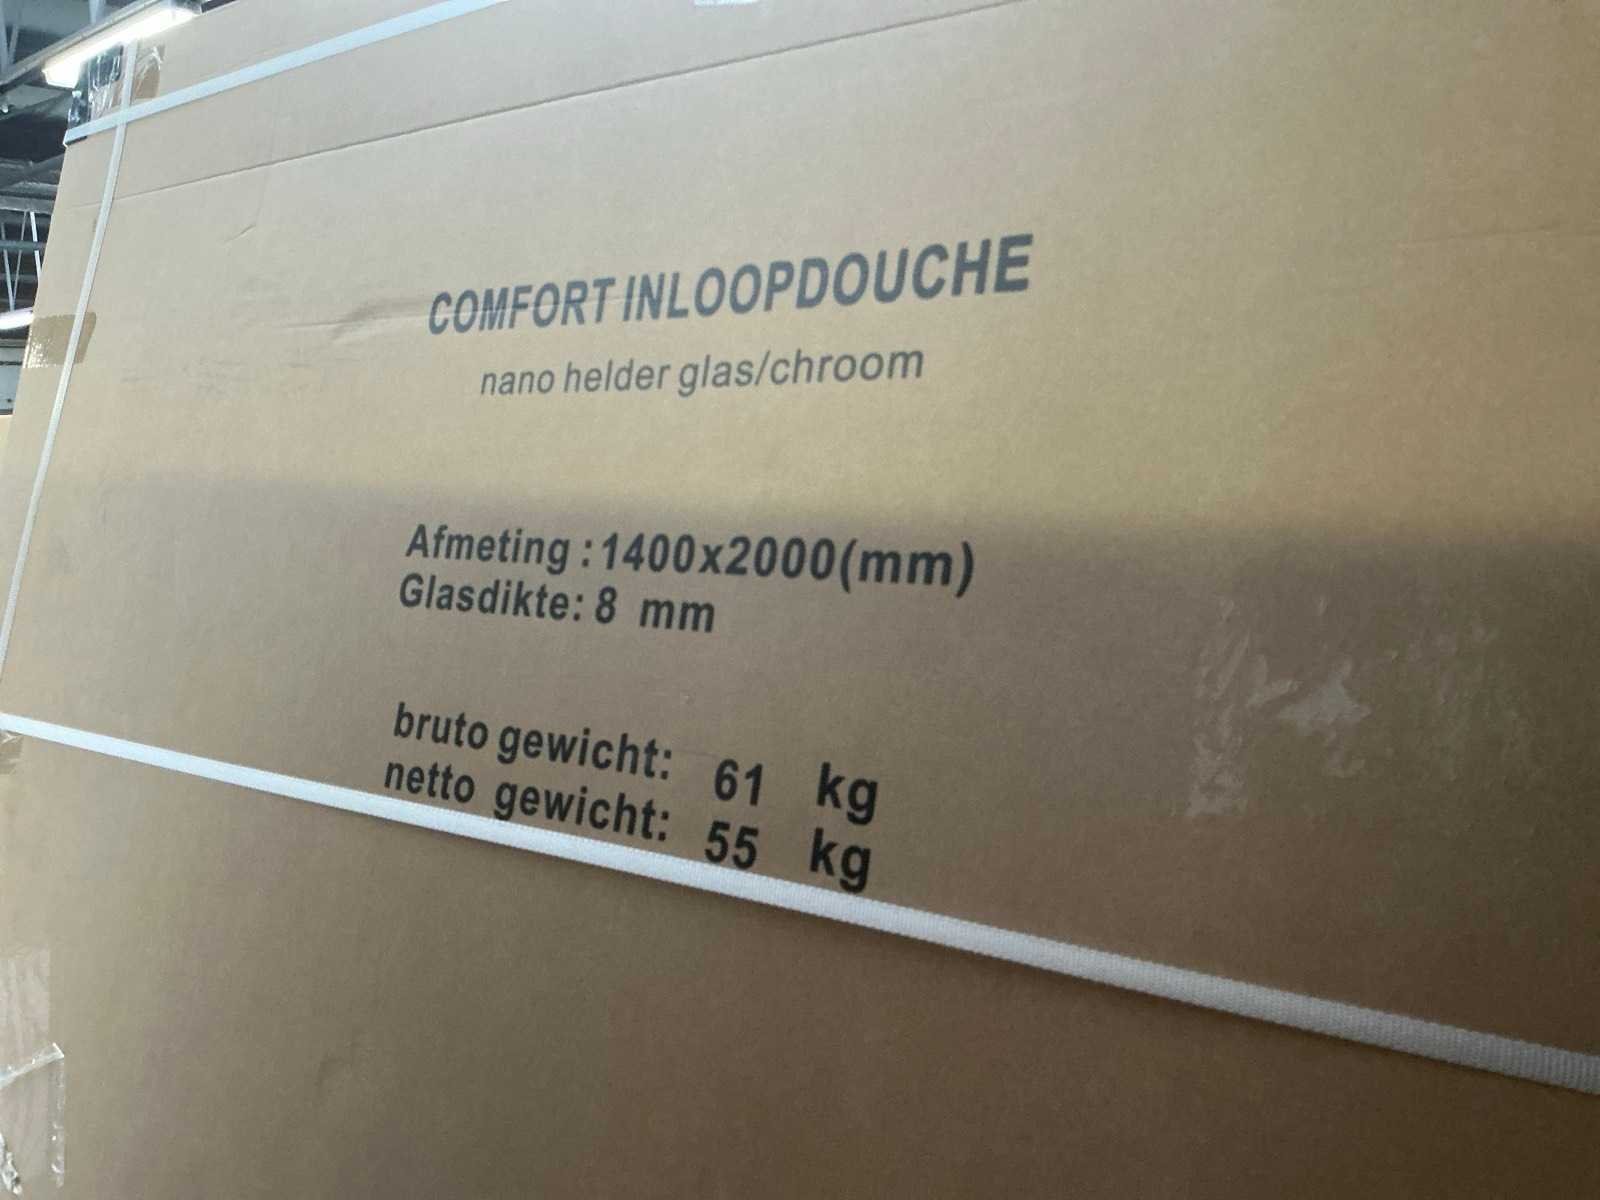 COMFORT INLOOPDOUCHE
nano helder glas/chroom
Afmeting : 1400x2000(mm)
Glasdikte: 8 mm
bruto gewicht: 61 kg
netto gewicht: 55 kg